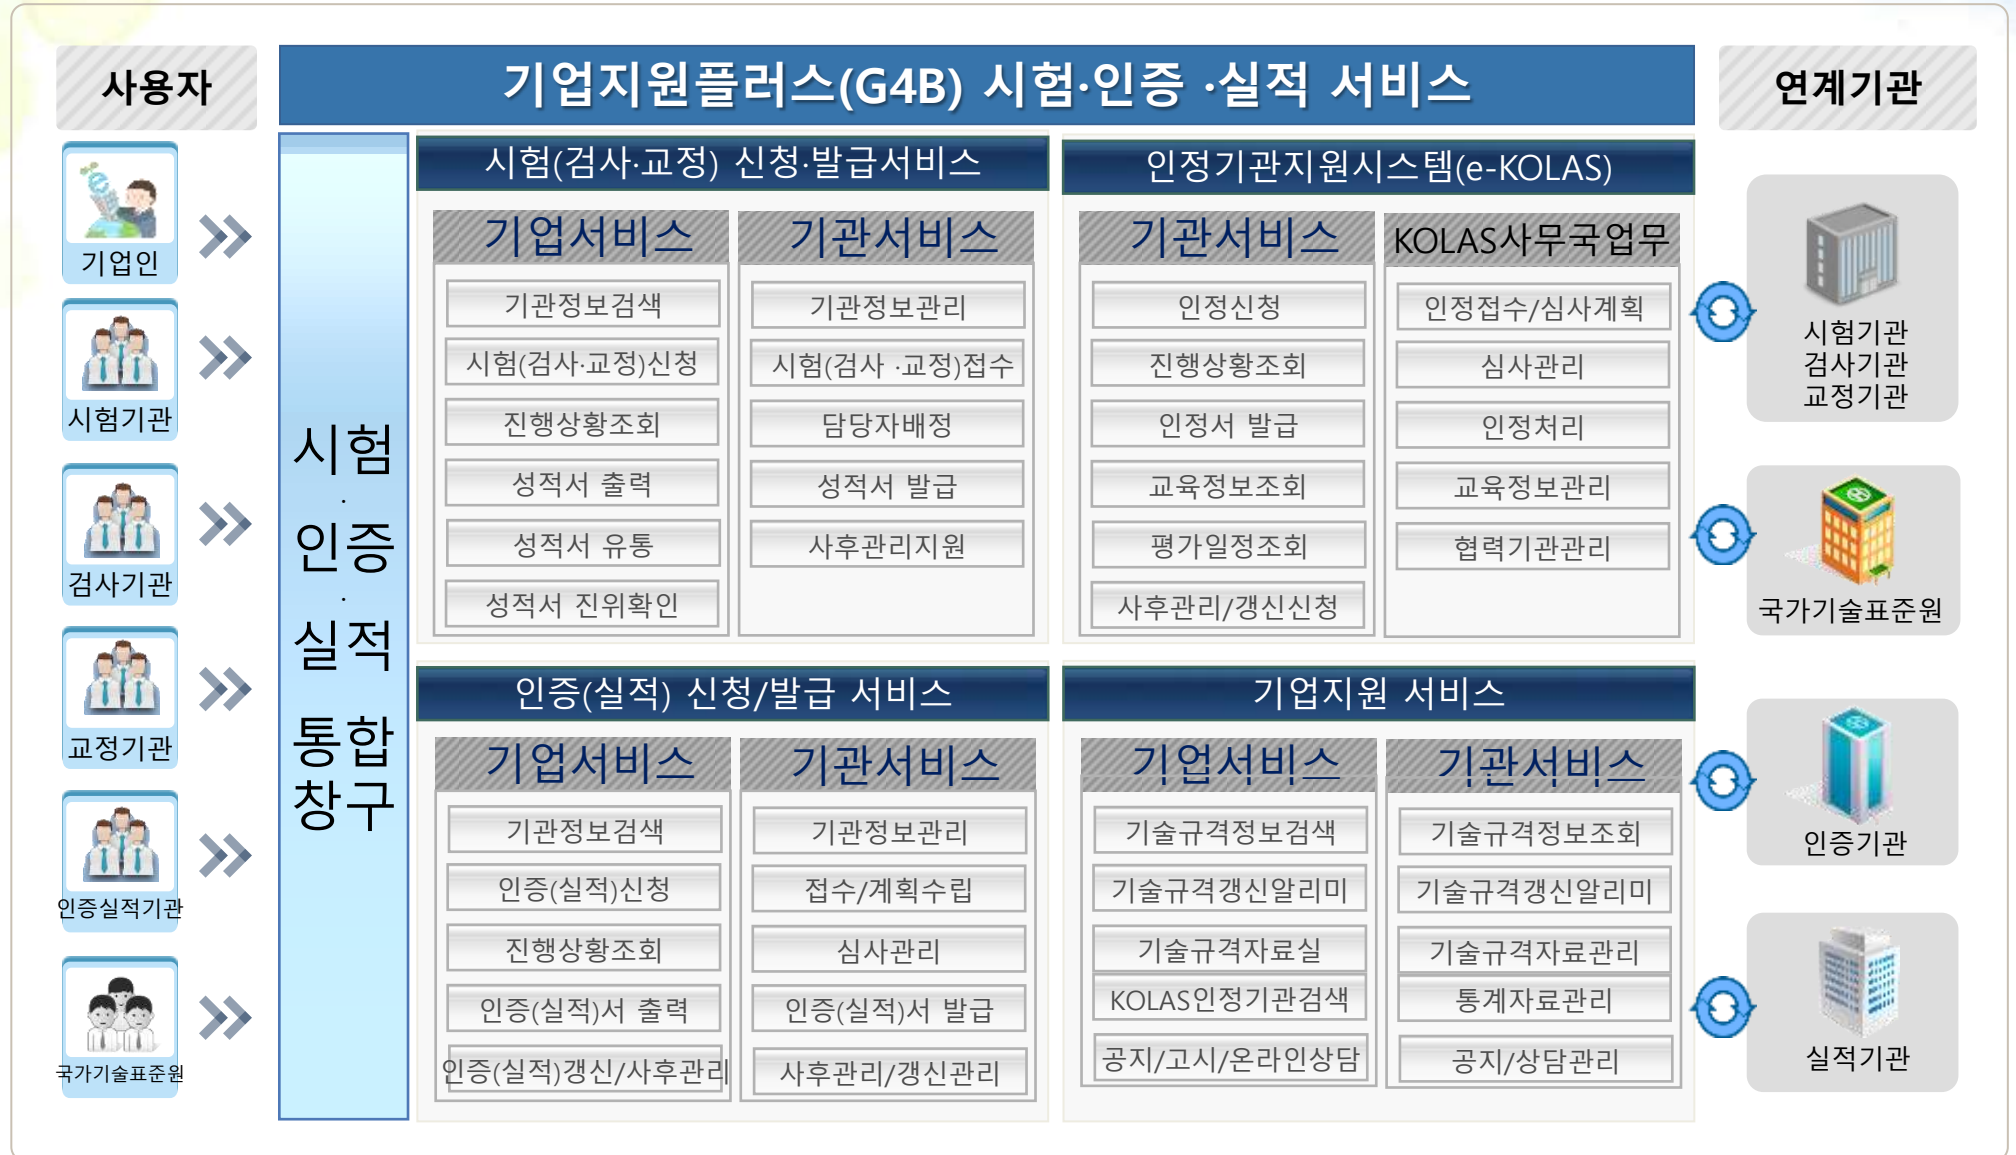 사용자
기업지원플러스(G4B) 시험·인증 ·실적 서비스
연계기관
기업인
시험기관
검사기관
교정기관
인증실적기관
국가기술표준원
시험
·
인증
·
실적
통합
창구
시험(검사·교정) 신청·발급서비스
기업서비스
기관정보검색
시험(검사·교정)신청
진행상황조회
성적서 출력
성적서 유통
성적서 진위확인
기관서비스
기관정보관리
시험(검사 ·교정)접수
담당자배정
성적서 발급
사후관리지원
인정기관지원시스템(e-KOLAS)
기관서비스
인정신청
진행상황조회
인정서 발급
교육정보조회
평가일정조회
사후관리/갱신신청
KOLAS사무국업무
인정접수/심사계획
심사관리
인정처리
교육정보관리
협력기관관리
인증(실적) 신청/발급 서비스
기업서비스
기관정보검색
인증(실적)신청
진행상황조회
인증(실적)서 출력
인증(실적)갱신/사후관리
기관서비스
기관정보관리
접수/계획수립
심사관리
인증(실적)서 발급
사후관리/갱신관리
기업지원 서비스
기업서비스
기술규격정보검색
기술규격갱신알리미
기술규격자료실
KOLAS인정기관검색
공지/고시/온라인상담
기관서비스
기술규격정보조회
기술규격갱신알리미
기술규격자료관리
통계자료관리
공지/상담관리
시험기관
검사기관
교정기관
국가기술표준원
인증기관
실적기관